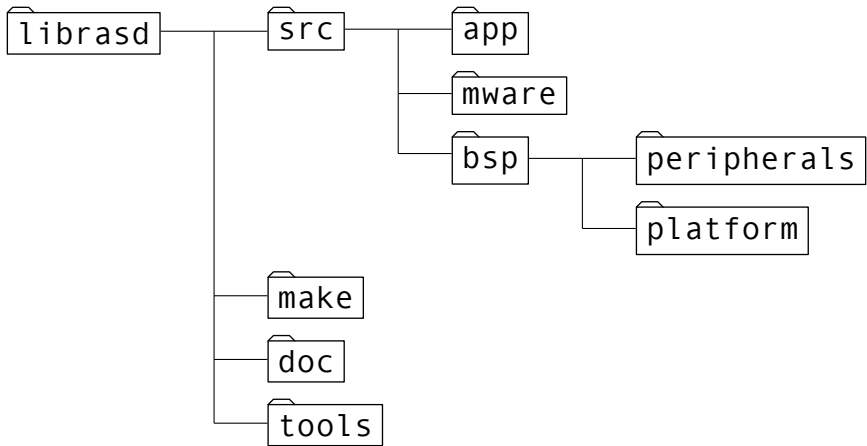 librasd
src
app
mware
bsp
peripherals
platform
make
doc
tools